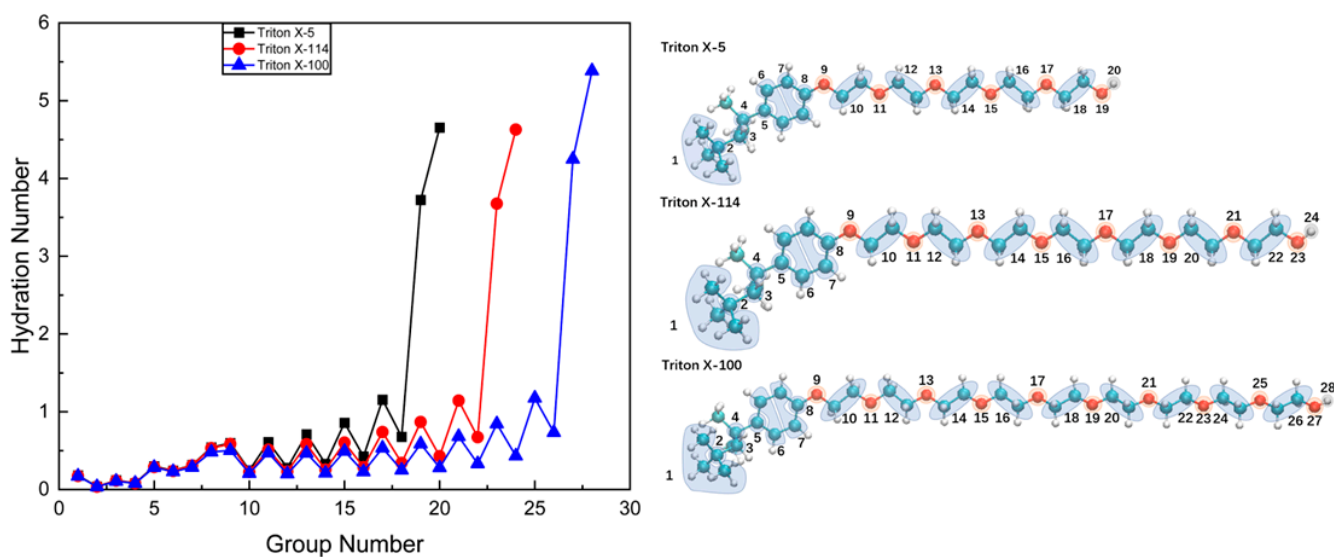 6
5
4
3
2
1
0
Hydration Number
Triton X-5
Triton X-114
Triton X-100
0 5 10 15 20 25 30
Group Number
Triton X-5
1 2 3 4 5 6 7 8 9 10 11 12 13 14 15 16 17 18 19 20
Triton X-114
1 2 3 4 5 6 7 8 9 10 11 12 13 14 15 16 17 18 19 20 21 22 23 24
Triton X-100
1 2 3 4 5 6 7 8 9 10 11 12 13 14 15 16 17 18 19 20 21 22 23 24 25 26 27 28